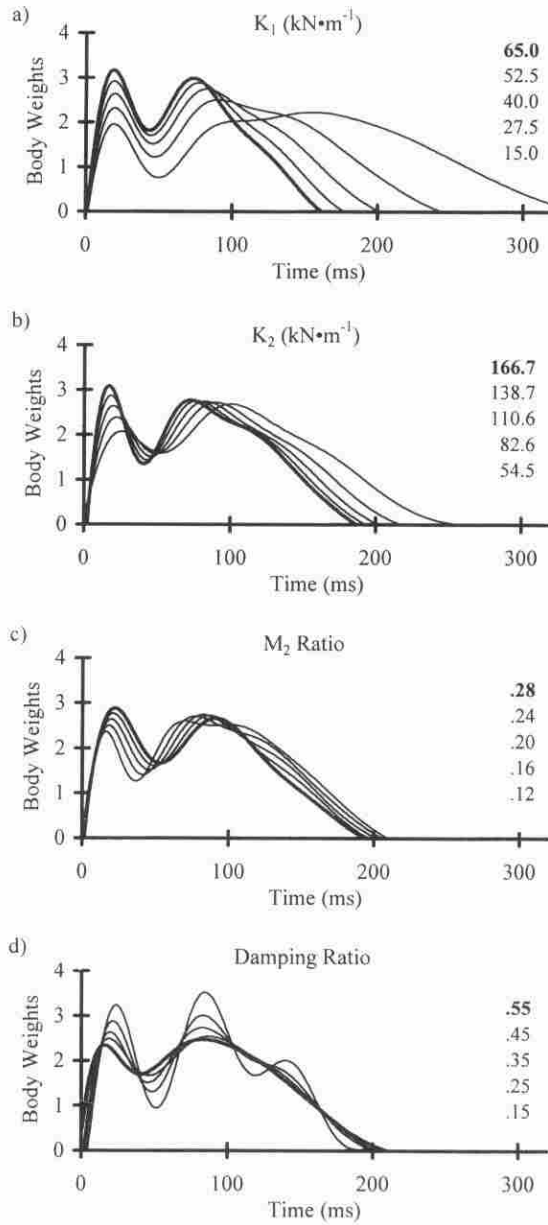 a)
K₁ (kN•m⁻¹)
Body Weights
4
3
2
1
0
65.0
52.5
40.0
27.5
15.0
0 100 200 300
Time (ms)
b)
K₂ (kN•m⁻¹)
Body Weights
4
3
2
1
0
166.7
138.7
110.6
82.6
54.5
0 100 200 300
Time (ms)
c)
M₂ Ratio
Body Weights
4
3
2
1
0
.28
.24
.20
.16
.12
0 100 200 300
Time (ms)
d)
Damping Ratio
Body Weights
4
3
2
1
0
.55
.45
.35
.25
.15
0 100 200 300
Time (ms)